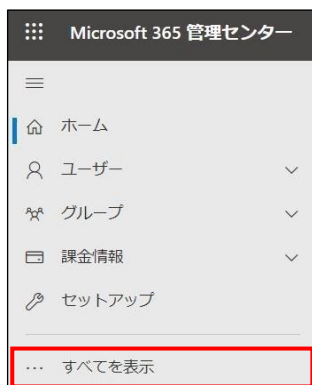 Microsoft 365 管理センター
ホーム
ユーザー
グループ
課金情報
セットアップ
… すべてを表示